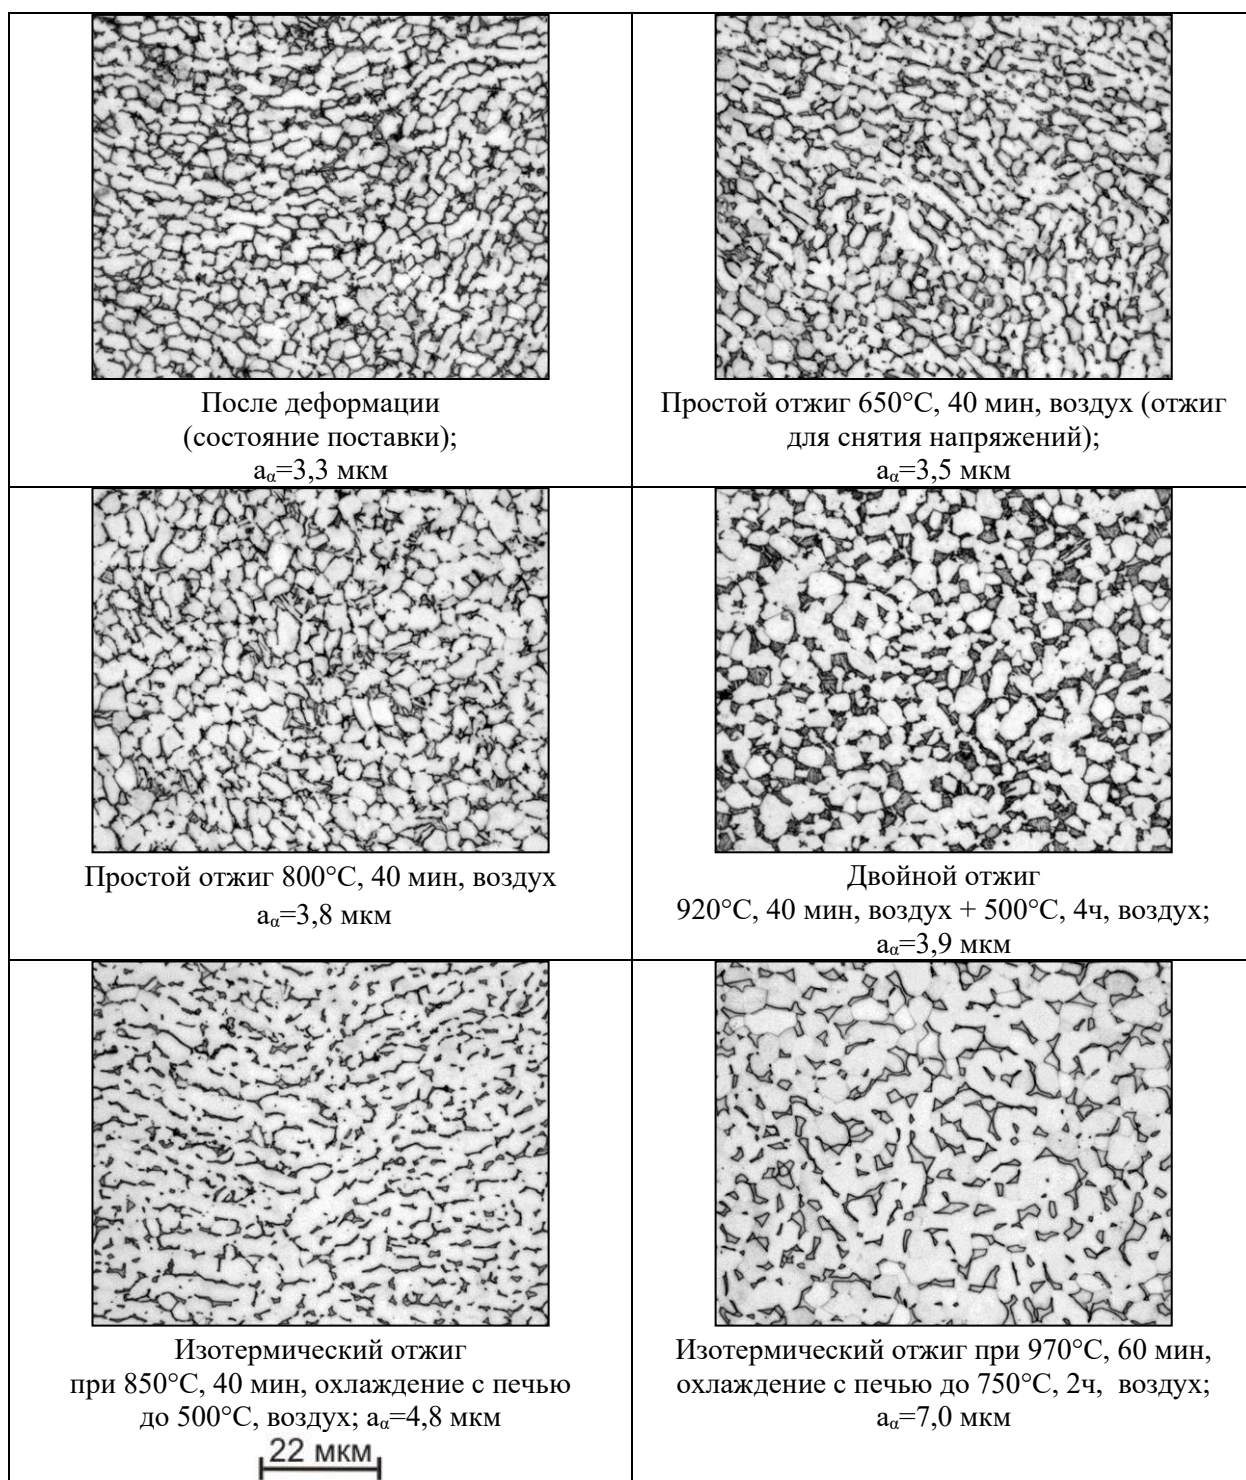 После деформации
(состояние поставки);
aα=3,3 мкм
Простой отжиг 650°С, 40 мин, воздух (отжиг
для снятия напряжений);
aα=3,5 мкм
Простой отжиг 800°С, 40 мин, воздух
aα=3,8 мкм
Двойной отжиг
920°С, 40 мин, воздух + 500°С, 4ч, воздух;
aα=3,9 мкм
Изотермический отжиг
при 850°С, 40 мин, охлаждение с печью
до 500°С, воздух; aα=4,8 мкм
22 мкм
Изотермический отжиг при 970°С, 60 мин,
охлаждение с печью до 750°С, 2ч, воздух;
aα=7,0 мкм